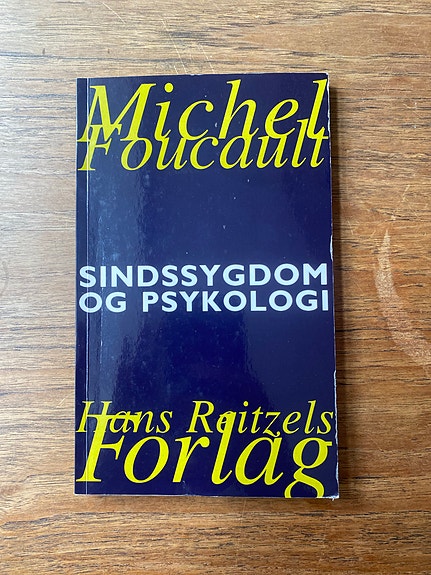 Michel
Foucault
SINDSSYGDOM
OG PSYKOLOGI
Hans Reitzels
Forlag